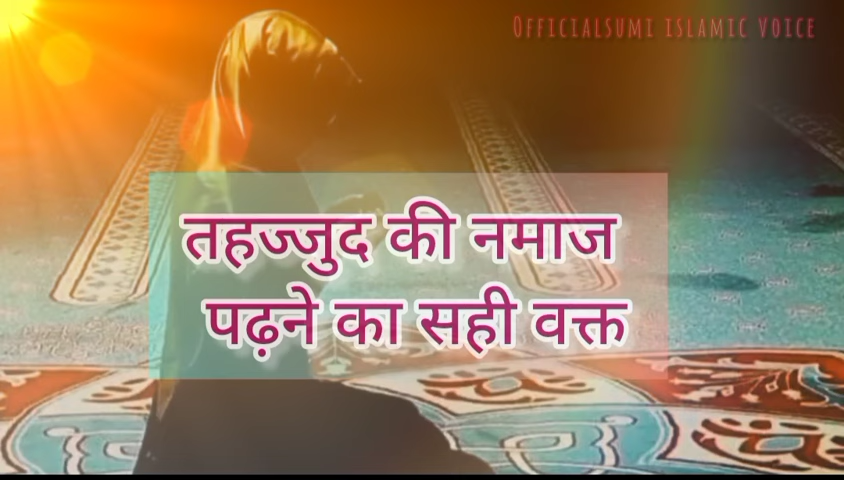 OFFICIALSUMI ISLAMIC VOICE
तहज्जुद की नमाज
पढ़ने का सही वक्त